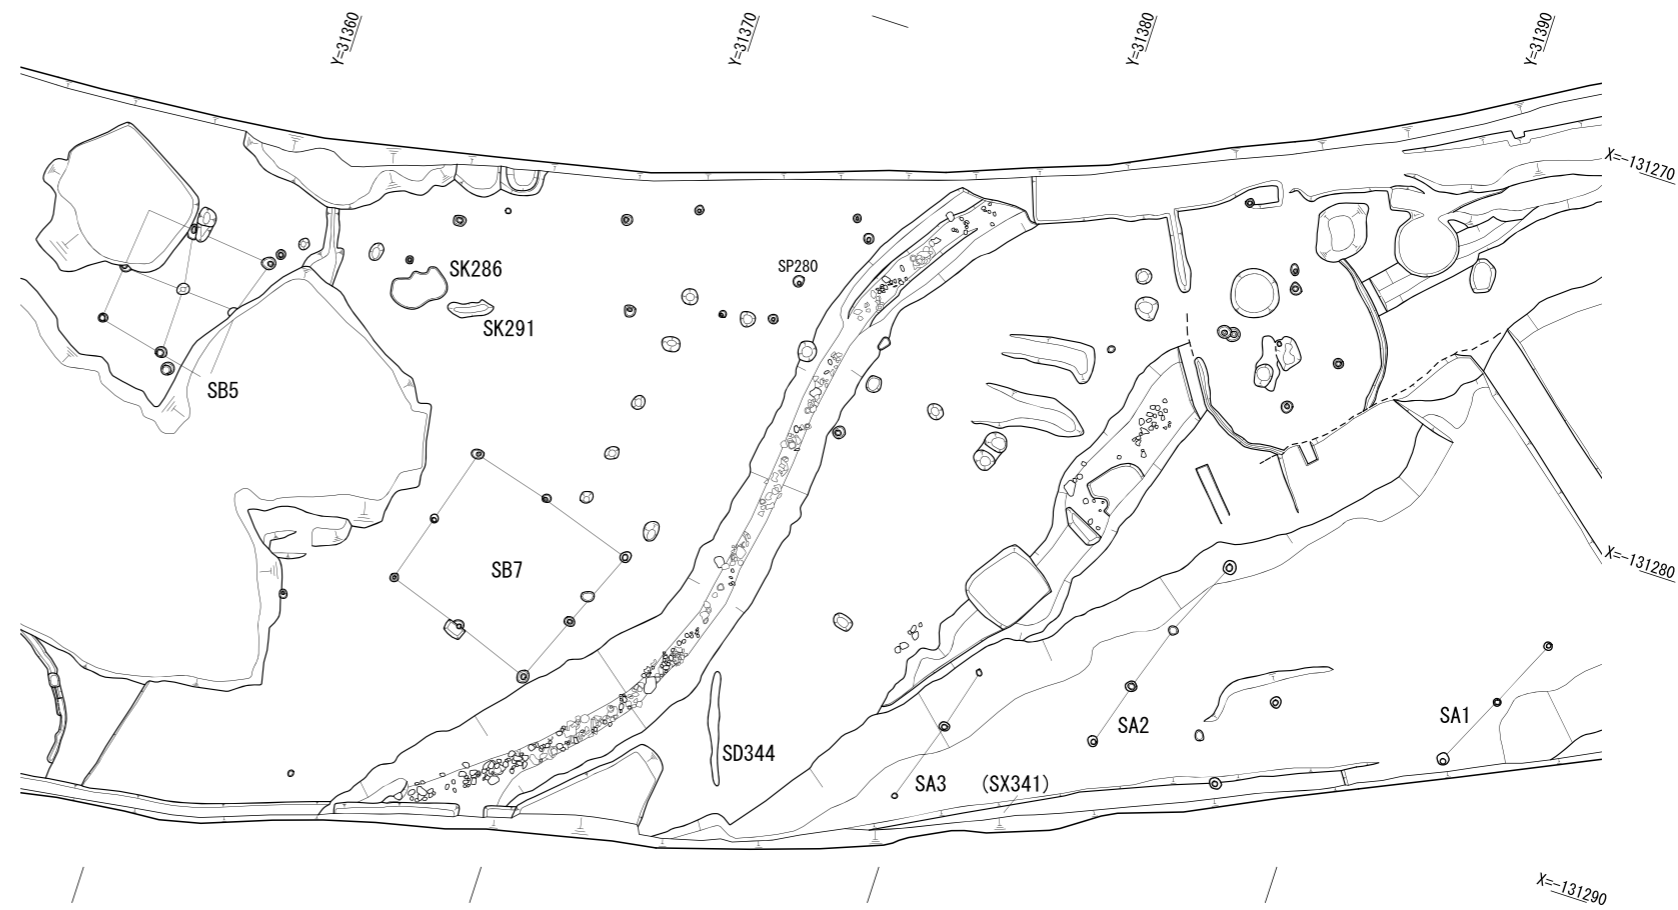 Y=31360
Y=31370
Y=31380
Y=31390
X=-131270
SK286
SP280
SK291
SB5
SB7
X=-131280
SA1
SA2
SD344
SA3
(SX341)
X=-131290